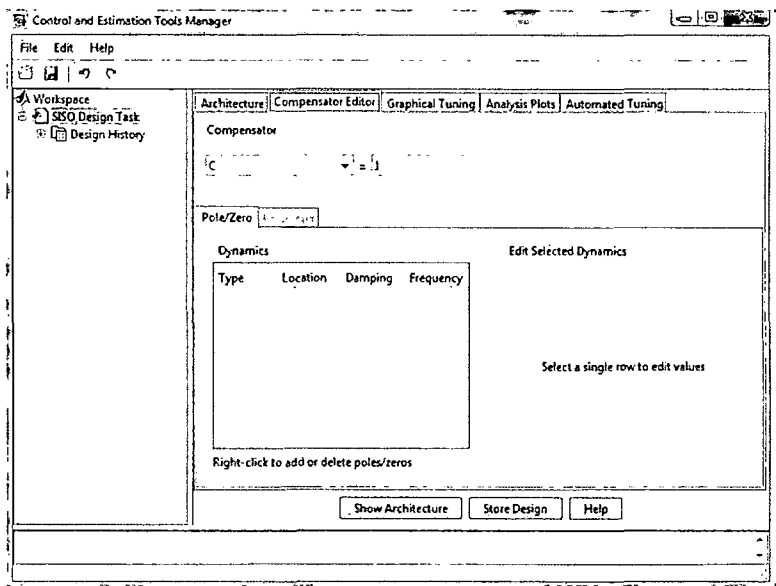 Control and Estimation Tools Manager
File Edit Help
Workspace
SISO Design Task
Design History
Architecture Compensator Editor Graphical Tuning Analysis Plots Automated Tuning
Compensator
C = 1
Pole/Zero
Dynamics
Edit Selected Dynamics
Type Location Damping Frequency
Select a single row to edit values
Right-click to add or delete poles/zeros
Show Architecture Store Design Help